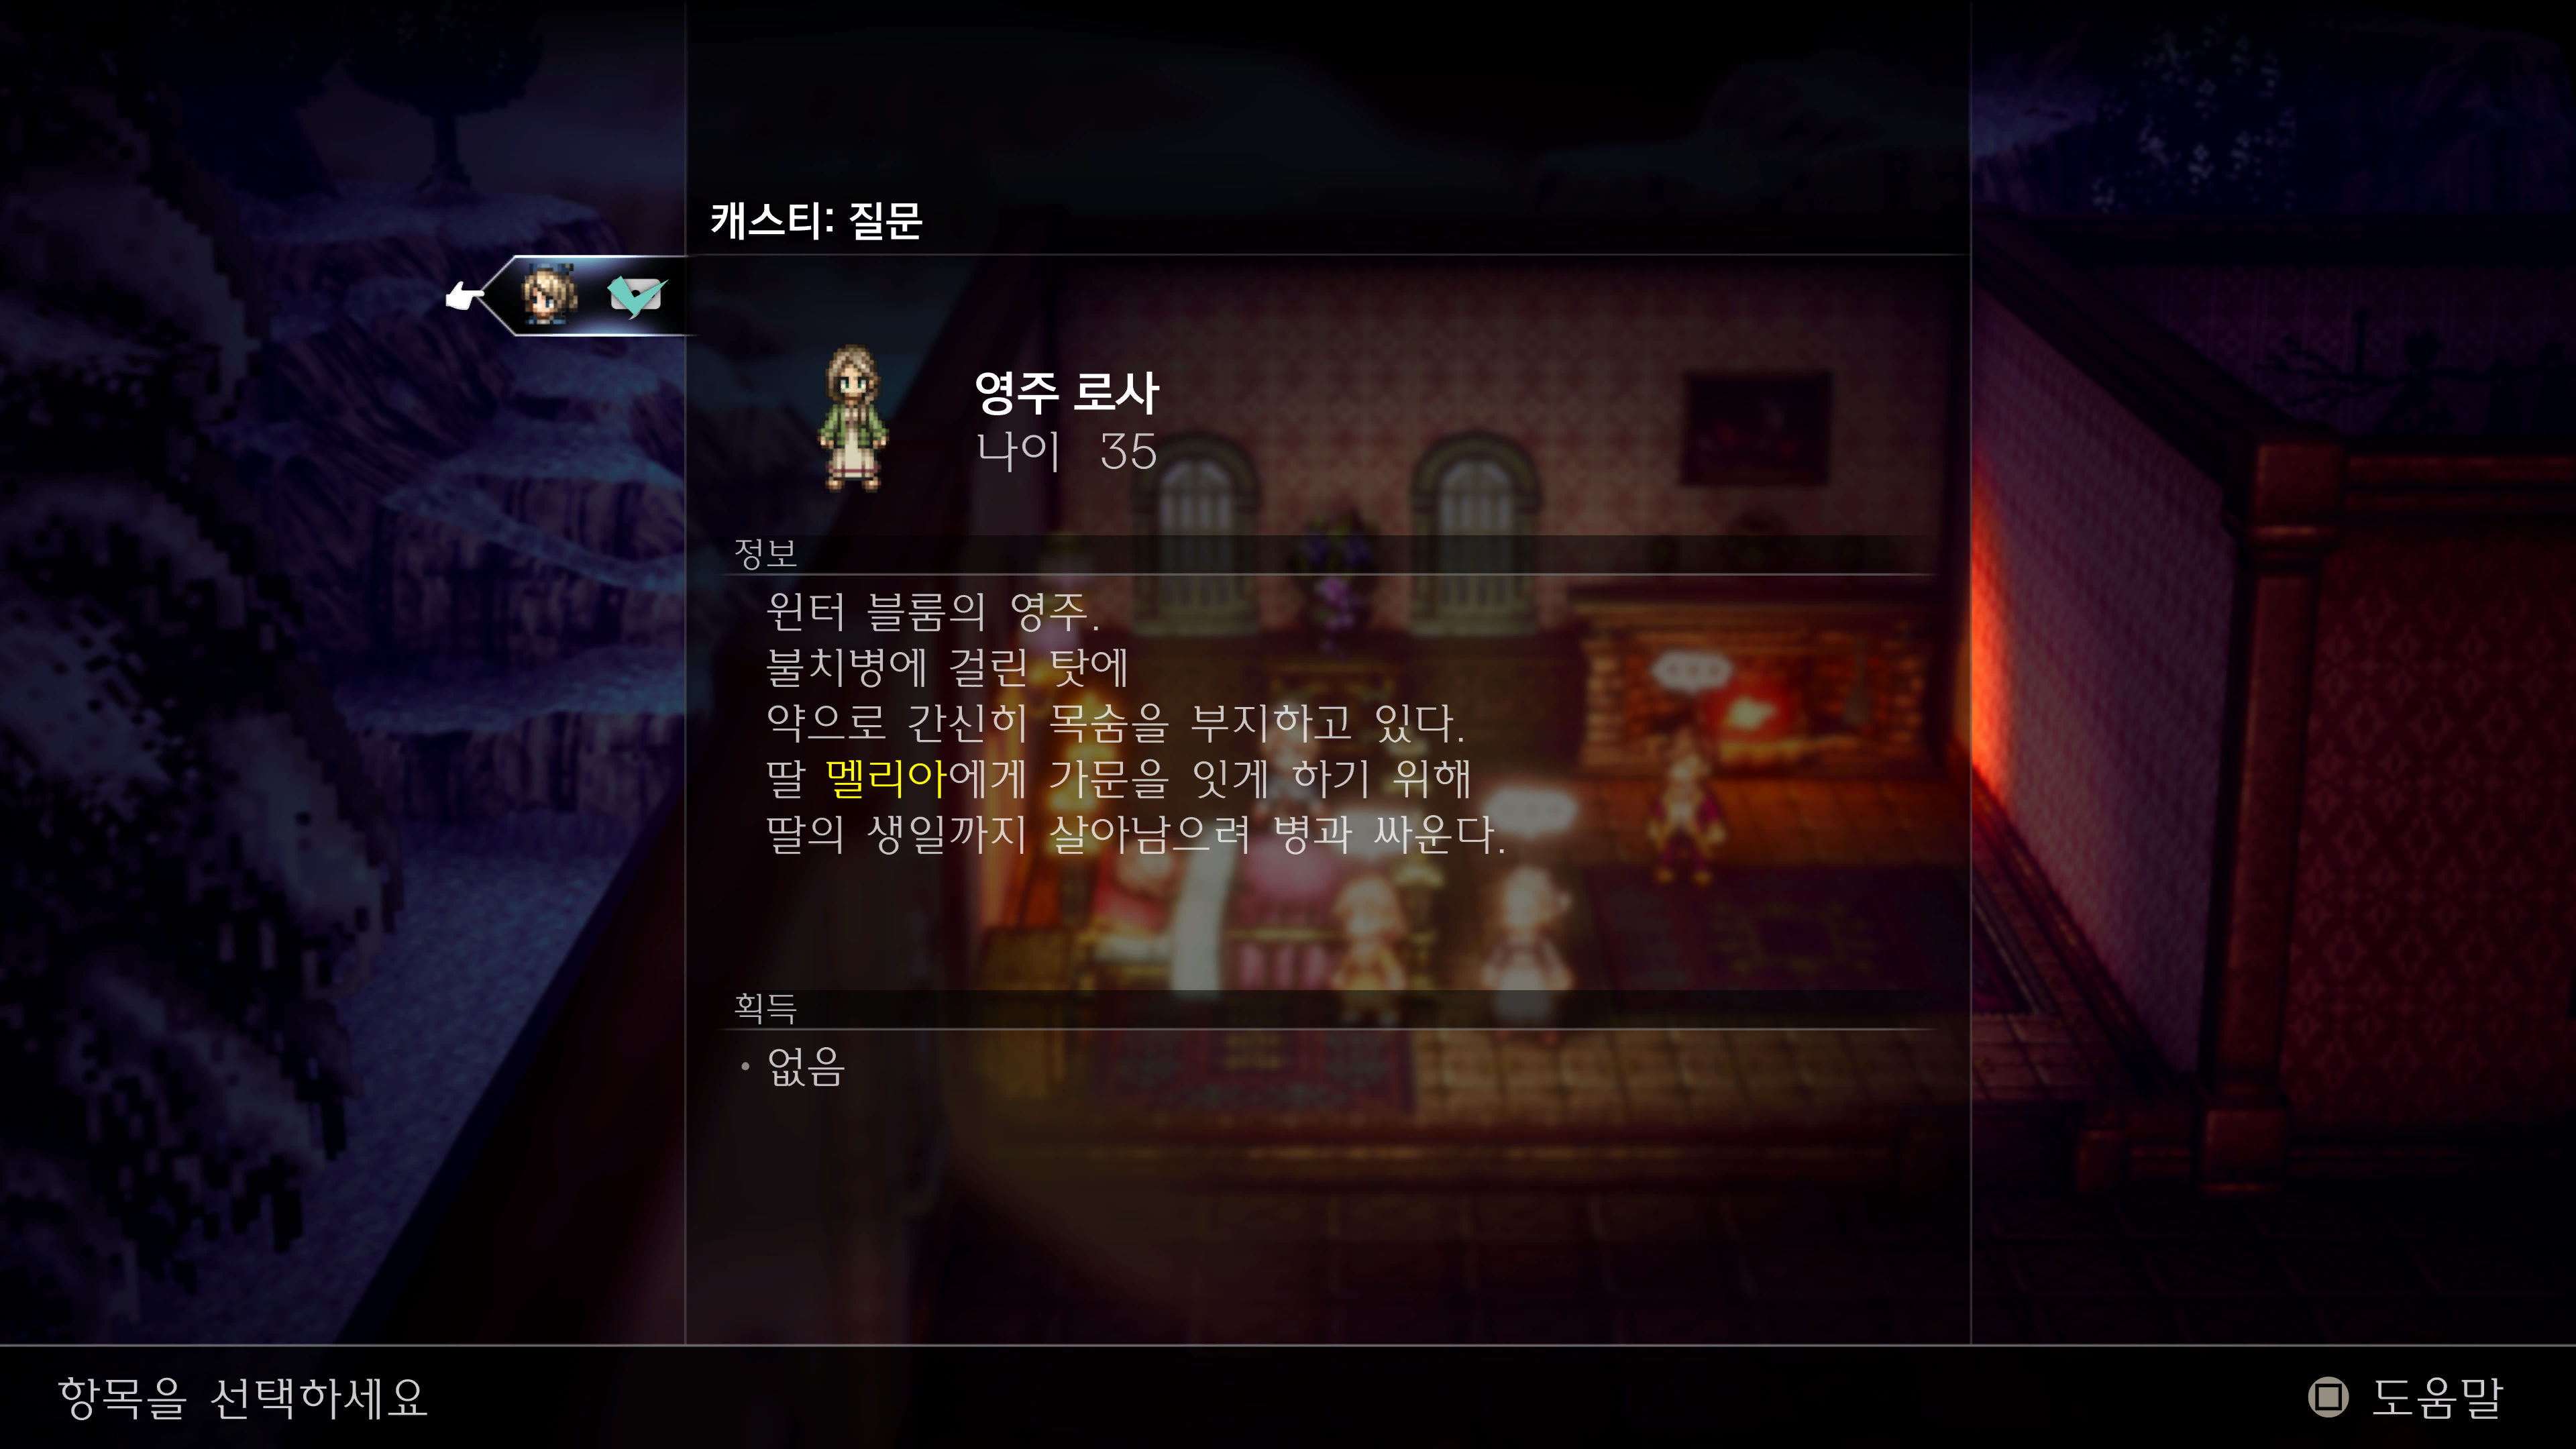 캐스티: 질문
영주 로사
나이 35
정보
윈터 블룸의 영주.
불치병에 걸린 탓에
약으로 간신히 목숨을 부지하고 있다.
딸 멜리아에게 가문을 잇게 하기 위해
딸의 생일까지 살아남으려 병과 싸운다.
획득
• 없음
항목을 선택하세요
도움말